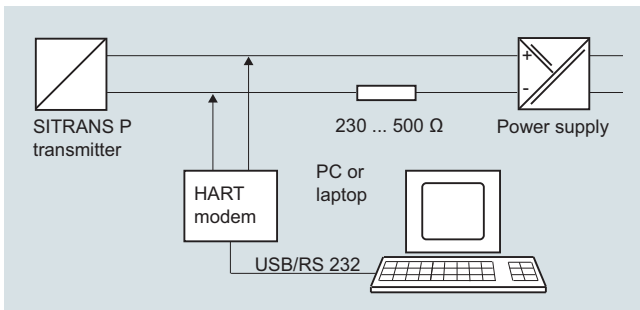 +
-
SITRANS P
transmitter
230 ... 500 Ω
Power supply
PC or
laptop
HART
modem
USB/RS 232